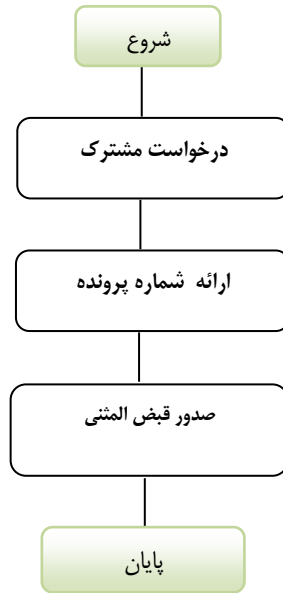 شروع
درخواست مشترک
ارائه شماره پرونده
صدور قبض المثنی
پایان